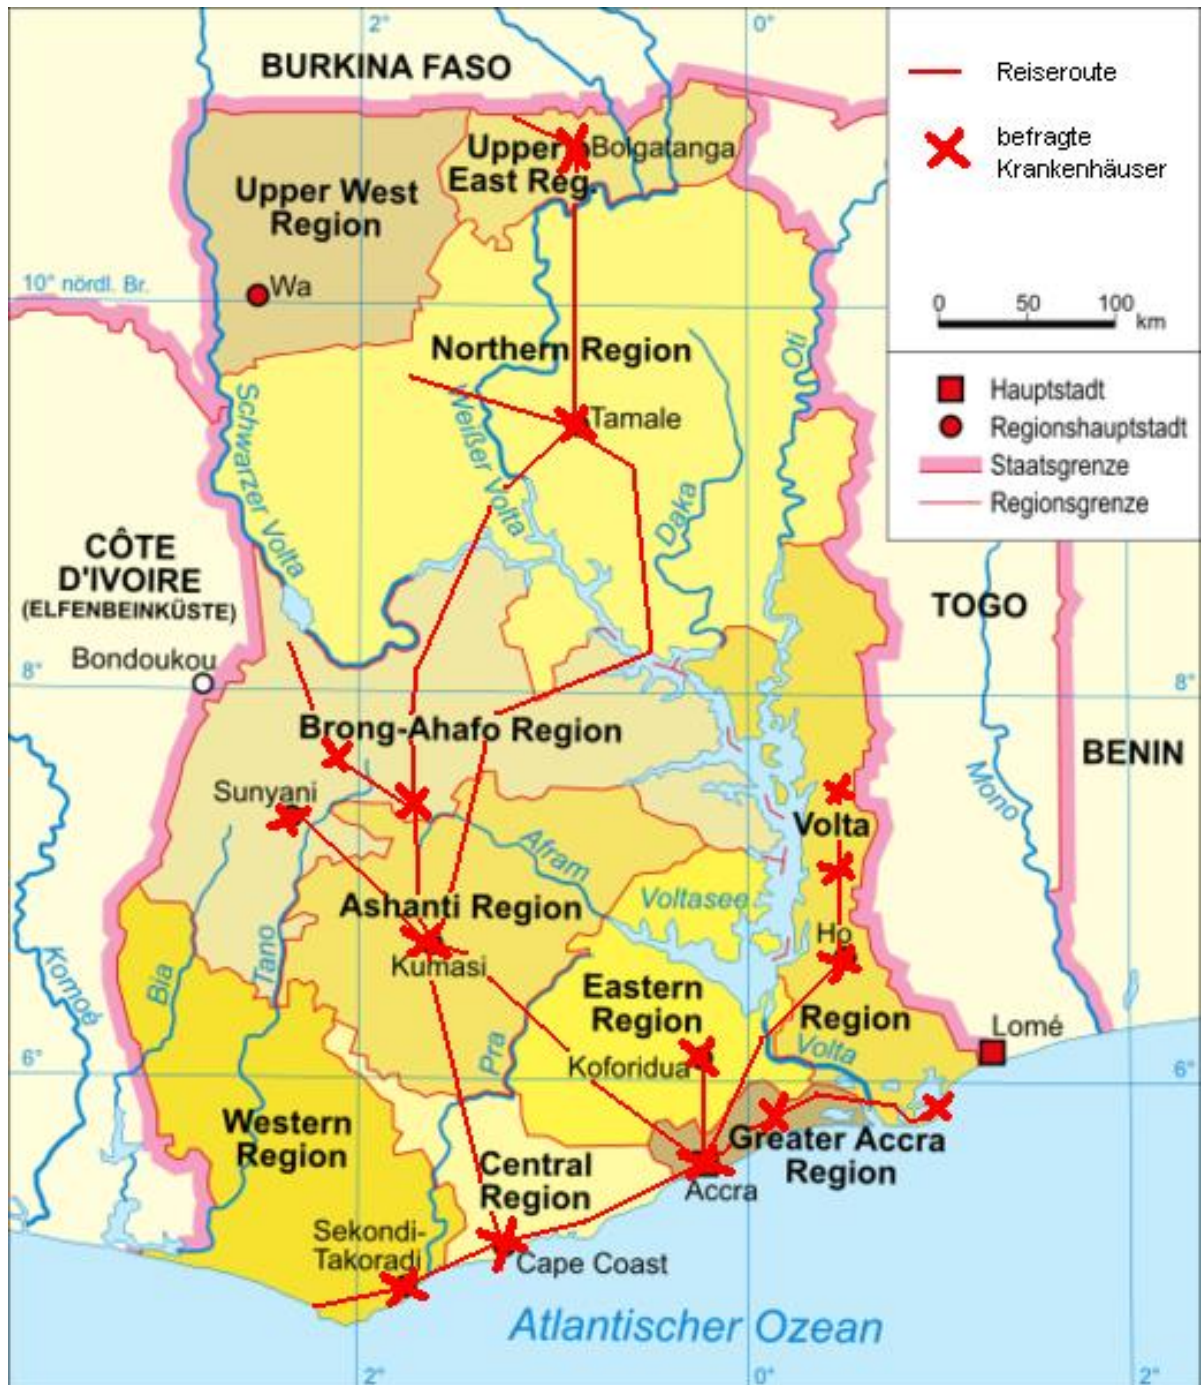 2°
0°
BURKINA FASO
Reiseroute
befragte
Krankenhäuser
Upper
East Reg.
Bolgatanga
Upper West
Region
10° nördl. Br.
Wa
0 50 100
km
Northern Region
Oti
Hauptstadt
Regionshauptstadt
Staatsgrenze
Regionsgrenze
Schwarzer Volta
Weißer Volta
Tamale
Daka
CÔTE
D'IVOIRE
(ELFENBEINKÜSTE)
TOGO
Bondoukou
8°
8°
Brong-Ahafo Region
BENIN
Mono
Sunyani
Volta
Afram
Voltasee
Ashanti Region
Ho
Kumasi
Komoé
Bia
Tano
Eastern
Region
Region
Lomé
Pra
Koforidua
Volta
6°
6°
Western
Region
Greater Accra
Region
Central
Region
Accra
Sekondi-
Takoradi
Cape Coast
Atlantischer Ozean
2°
0°
2°